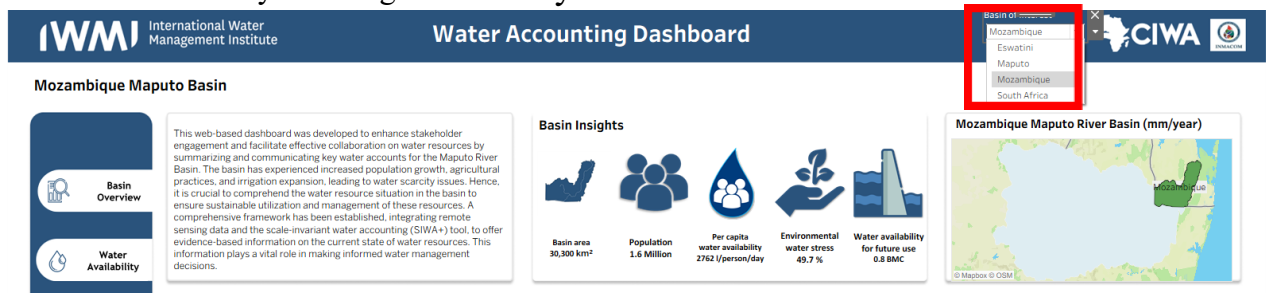 IWMI
International Water
Management Institute
Water Accounting Dashboard
Basin of Interest
Mozambique
Eswatini
Maputo
Mozambique
South Africa
CIWA
INMACOM
Mozambique Maputo Basin
Basin
Overview
Water
Availability
This web-based dashboard was developed to enhance stakeholder
engagement and facilitate effective collaboration on water resources by
summarizing and communicating key water accounts for the Maputo River
Basin. The basin has experienced increased population growth, agricultural
practices, and irrigation expansion, leading to water scarcity issues. Hence,
it is crucial to comprehend the water resource situation in the basin to
ensure sustainable utilization and management of these resources. A
comprehensive framework has been established, integrating remote
sensing data and the scale-invariant water accounting (SIWA+) tool, to offer
evidence-based information on the current state of water resources. This
information plays a vital role in making informed water management
decisions.
Basin Insights
Basin area
30,300 km²
Population
1.6 Million
Per capita
water availability
2762 l/person/day
Environmental
water stress
49.7 %
Water availability
for future use
0.8 BMC
Mozambique Maputo River Basin (mm/year)
Mozambique
© Mapbox © OSM